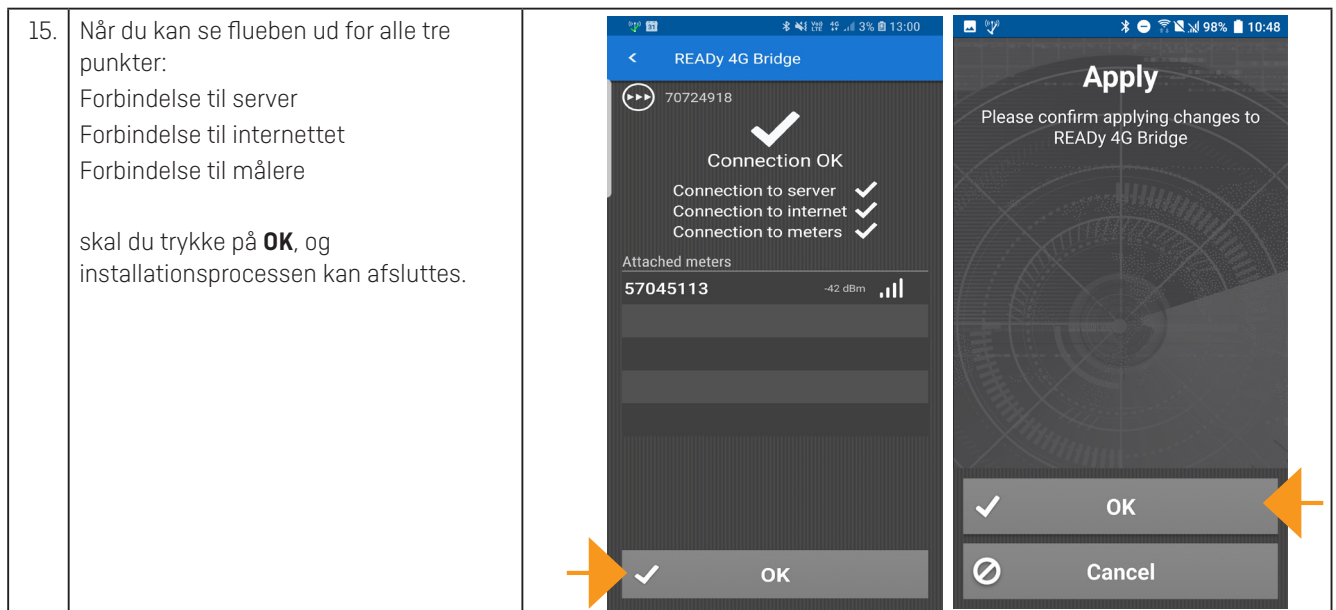 15.
Når du kan se flueben ud for alle tre
punkter:
Forbindelse til server
Forbindelse til internettet
Forbindelse til målere
skal du trykke på OK, og
installationsprocessen kan afsluttes.
31 4G 3% 13:00
< READy 4G Bridge
70724918
Connection OK
Connection to server
Connection to internet
Connection to meters
Attached meters
57045113 -42 dBm
OK
98% 10:48
Apply
Please confirm applying changes to
READy 4G Bridge
OK
Cancel